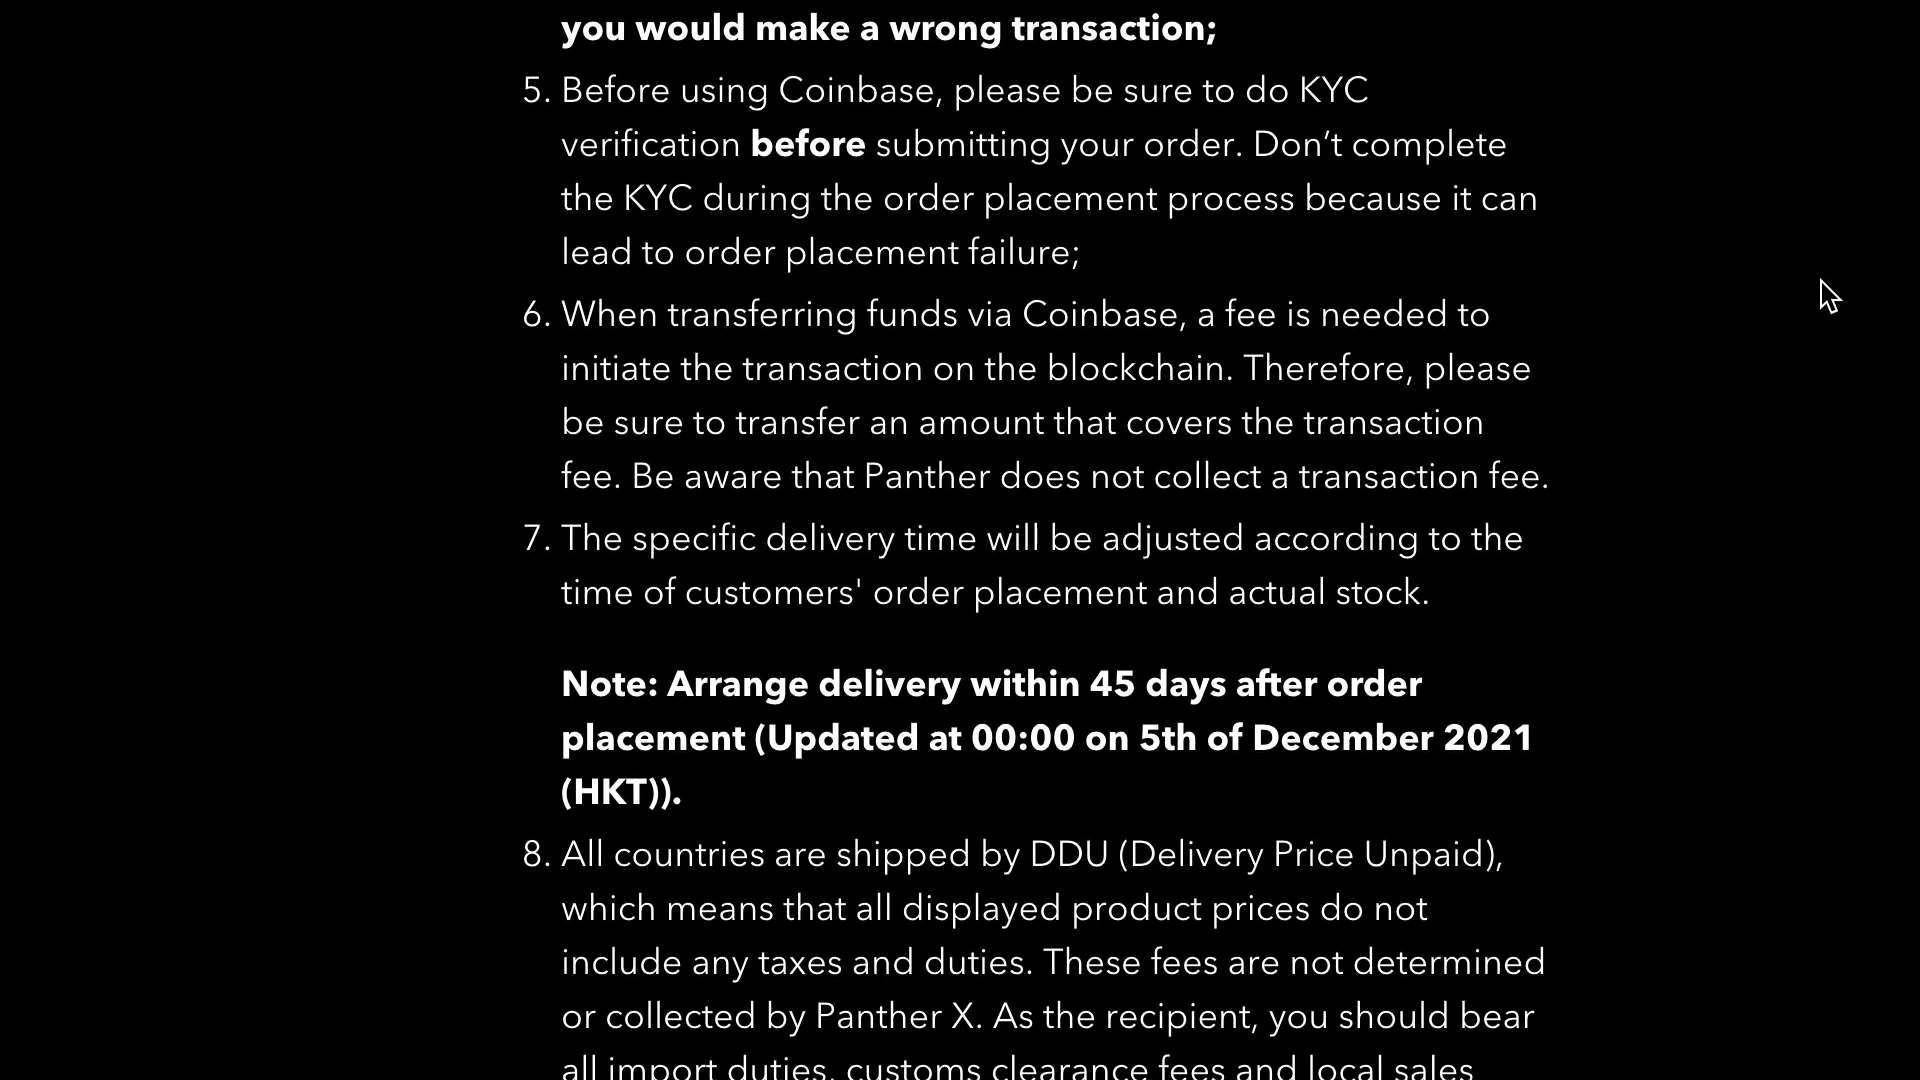 you would make a wrong transaction;
5. Before using Coinbase, please be sure to do KYC
verification before submitting your order. Don’t complete
the KYC during the order placement process because it can
lead to order placement failure;
6. When transferring funds via Coinbase, a fee is needed to
initiate the transaction on the blockchain. Therefore, please
be sure to transfer an amount that covers the transaction
fee. Be aware that Panther does not collect a transaction fee.
7. The specific delivery time will be adjusted according to the
time of customers' order placement and actual stock.
Note: Arrange delivery within 45 days after order
placement (Updated at 00:00 on 5th of December 2021
(HKT)).
8. All countries are shipped by DDU (Delivery Price Unpaid),
which means that all displayed product prices do not
include any taxes and duties. These fees are not determined
or collected by Panther X. As the recipient, you should bear
all import duties, customs clearance fees and local sales